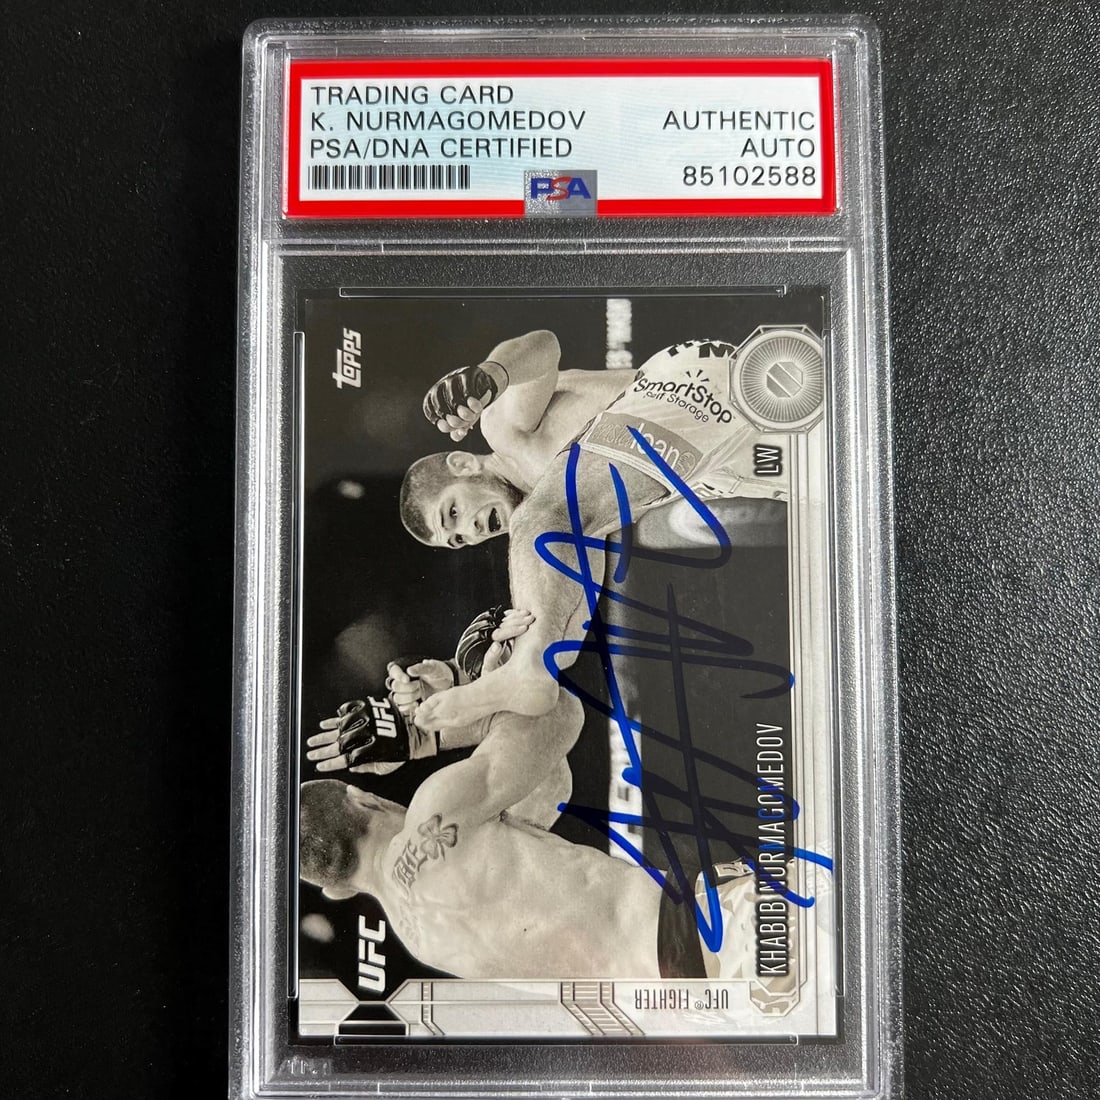 TRADING CARD
K. NURMAGOMEDOV
PSA/DNA CERTIFIED
AUTHENTIC
AUTO
85102588
PSA
Topps
SmartStop
Self Storage
loan
LW
UFC
KHABIB NURMAGOMEDOV
UFC
UFC® FIGHTER